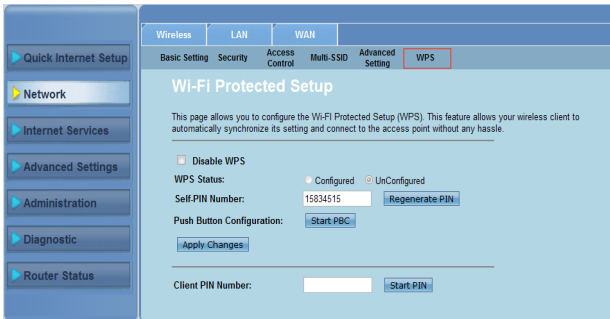 Wireless LAN WAN
Basic Setting Security Access Control Multi-SSID Advanced Setting WPS
Quick Internet Setup
Network
Internet Services
Advanced Settings
Administration
Diagnostic
Router Status
Wi-Fi Protected Setup
This page allows you to configure the Wi-FI Protected Setup (WPS). This feature allows your wireless client to
automatically synchronize its setting and connect to the access point without any hassle.
Disable WPS
WPS Status: Configured UnConfigured
Self-PIN Number: 15834515 Regenerate PIN
Push Button Configuration: Start PBC
Apply Changes
Client PIN Number: Start PIN